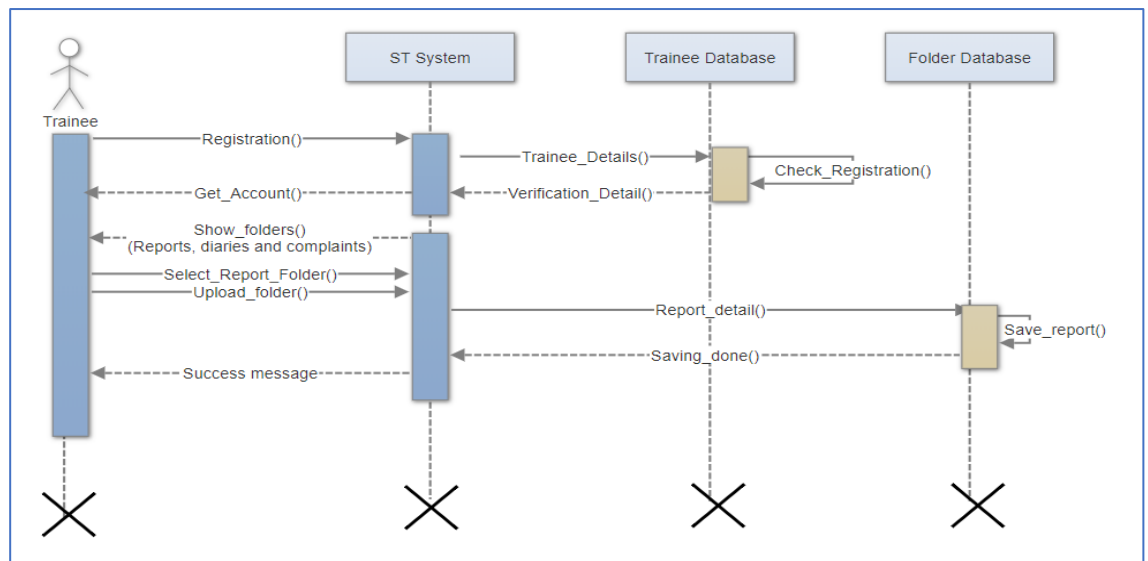 ST System
Trainee Database
Folder Database
Trainee
Registration()
Trainee_Details()
Check_Registration()
Get_Account()
Verification_Detail()
Show_folders()
(Reports, diaries and complaints)
Select_Report_Folder()
Upload_folder()
Report_detail()
Save_report()
Saving_done()
Success message